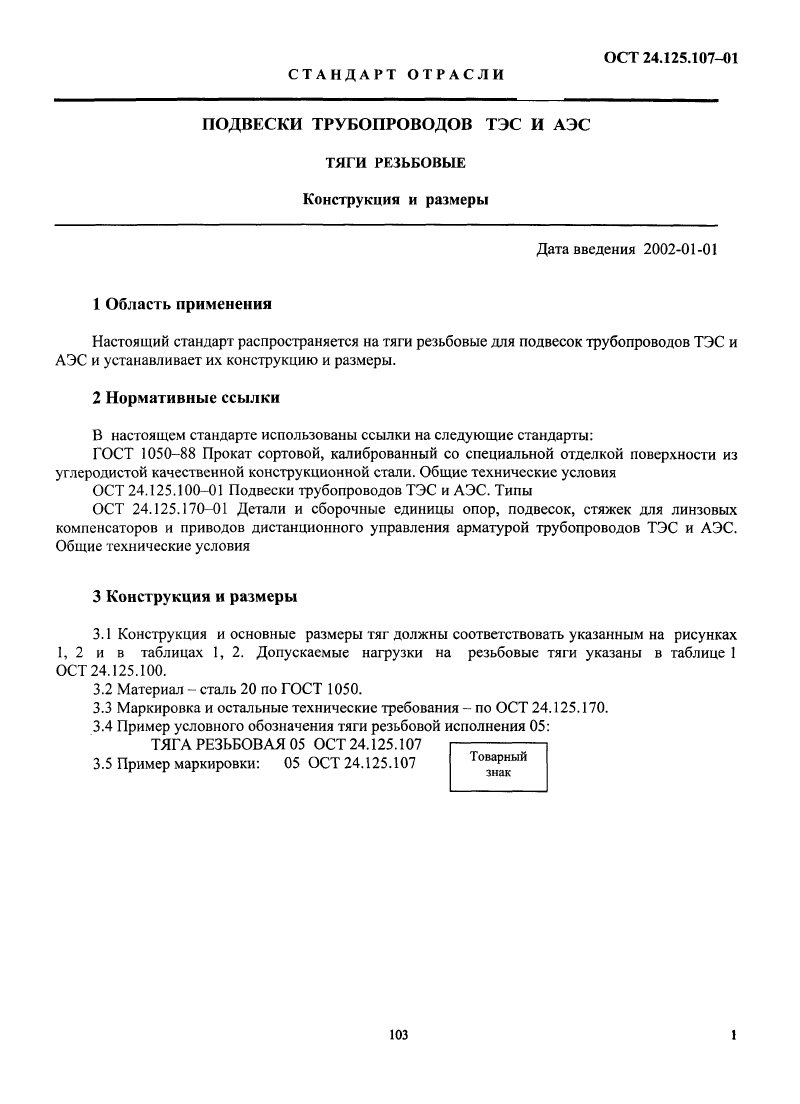 ОСТ 24.125.107–01
СТАНДАРТ ОТРАСЛИ
ПОДВЕСКИ ТРУБОПРОВОДОВ ТЭС И АЭС
ТЯГИ РЕЗЬБОВЫЕ
Конструкция и размеры
Дата введения 2002-01-01
1 Область применения
Настоящий стандарт распространяется на тяги резьбовые для подвесок трубопроводов ТЭС и
АЭС и устанавливает их конструкцию и размеры.
2 Нормативные ссылки
В настоящем стандарте использованы ссылки на следующие стандарты:
ГОСТ 1050–88 Прокат сортовой, калиброванный со специальной отделкой поверхности из
углеродистой качественной конструкционной стали. Общие технические условия
ОСТ 24.125.100–01 Подвески трубопроводов ТЭС и АЭС. Типы
ОСТ 24.125.170–01 Детали и сборочные единицы опор, подвесок, стяжек для линзовых
компенсаторов и приводов дистанционного управления арматурой трубопроводов ТЭС и АЭС.
Общие технические условия
3 Конструкция и размеры
3.1 Конструкция и основные размеры тяг должны соответствовать указанным на рисунках
1, 2 и в таблицах 1, 2. Допускаемые нагрузки на резьбовые тяги указаны в таблице 1
ОСТ 24.125.100.
3.2 Материал – сталь 20 по ГОСТ 1050.
3.3 Маркировка и остальные технические требования – по ОСТ 24.125.170.
3.4 Пример условного обозначения тяги резьбовой исполнения 05:
ТЯГА РЕЗЬБОВАЯ 05 ОСТ 24.125.107
3.5 Пример маркировки: 05 ОСТ 24.125.107
Товарный
знак
103
1